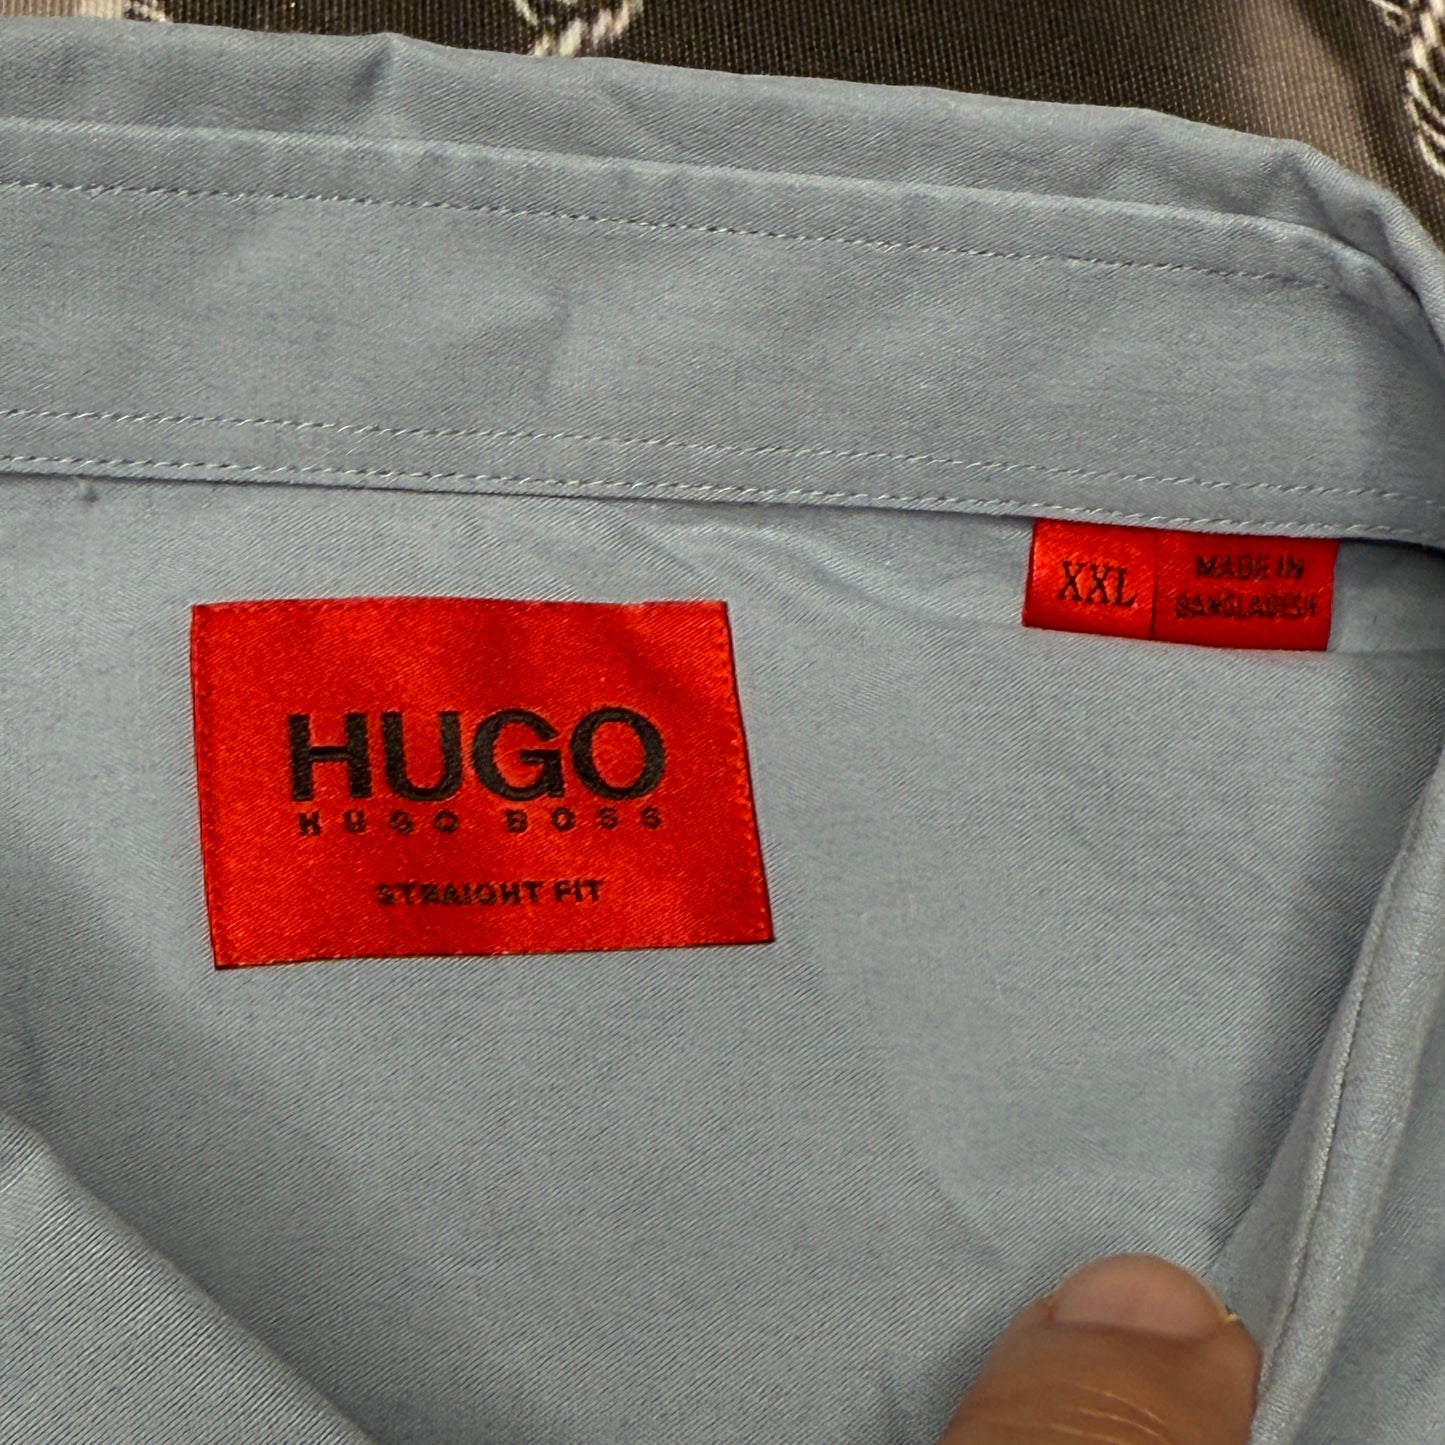 HUGO
HUGO BOSS
STRAIGHT FIT
XXL
MADE IN
BANGLADESH